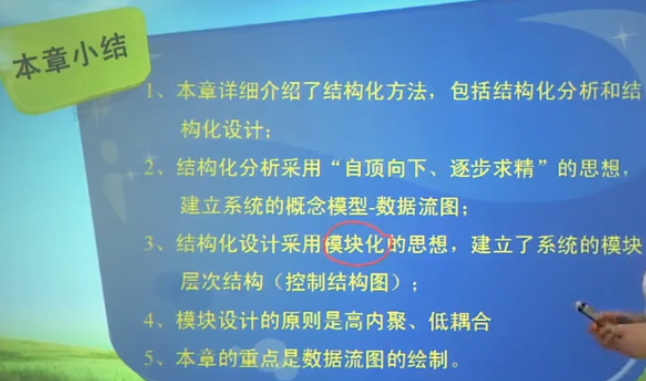 本章小结
1、本章详细介绍了结构化方法，包括结构化分析和结
构化设计；
2、结构化分析采用“自顶向下、逐步求精”的思想，
建立系统的概念模型-数据流图；
3、结构化设计采用模块化的思想，建立了系统的模块
层次结构（控制结构图）；
4、模块设计的原则是高内聚、低耦合
5、本章的重点是数据流图的绘制。